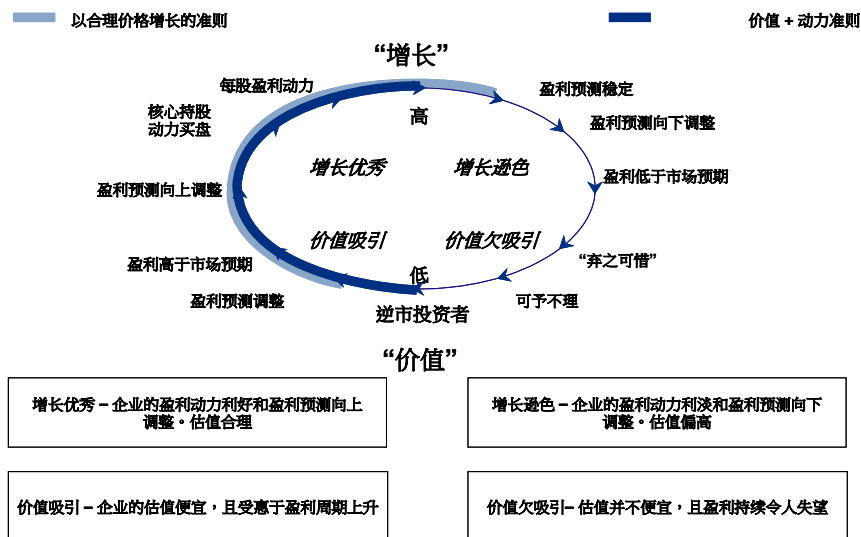 以合理价格增长的准则
价值 + 动力准则
“增长”
每股盈利动力
盈利预测稳定
核心持股
动力买盘
高
盈利预测向下调整
增长优秀
增长逊色
盈利预测向上调整
盈利低于市场预期
价值吸引
价值欠吸引
盈利高于市场预期
“弃之可惜”
低
盈利预测调整
可予不理
逆市投资者
“价值”
增长优秀 – 企业的盈利动力利好和盈利预测向上
调整。估值合理
增长逊色 – 企业的盈利动力利淡和盈利预测向下
调整。估值偏高
价值吸引 – 企业的估值便宜，且受惠于盈利周期上升
价值欠吸引– 估值并不便宜，且盈利持续令人失望